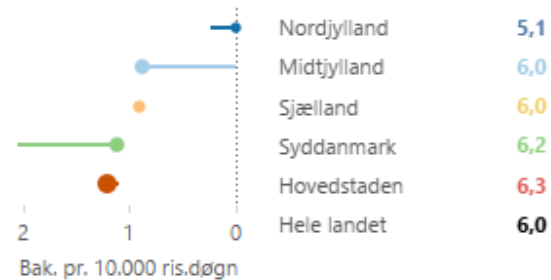 Nordjylland 5,1
Midtjylland 6,0
Sjælland 6,0
Syddanmark 6,2
Hovedstaden 6,3
Hele landet 6,0
2 1 0
Bak. pr. 10.000 ris.døgn